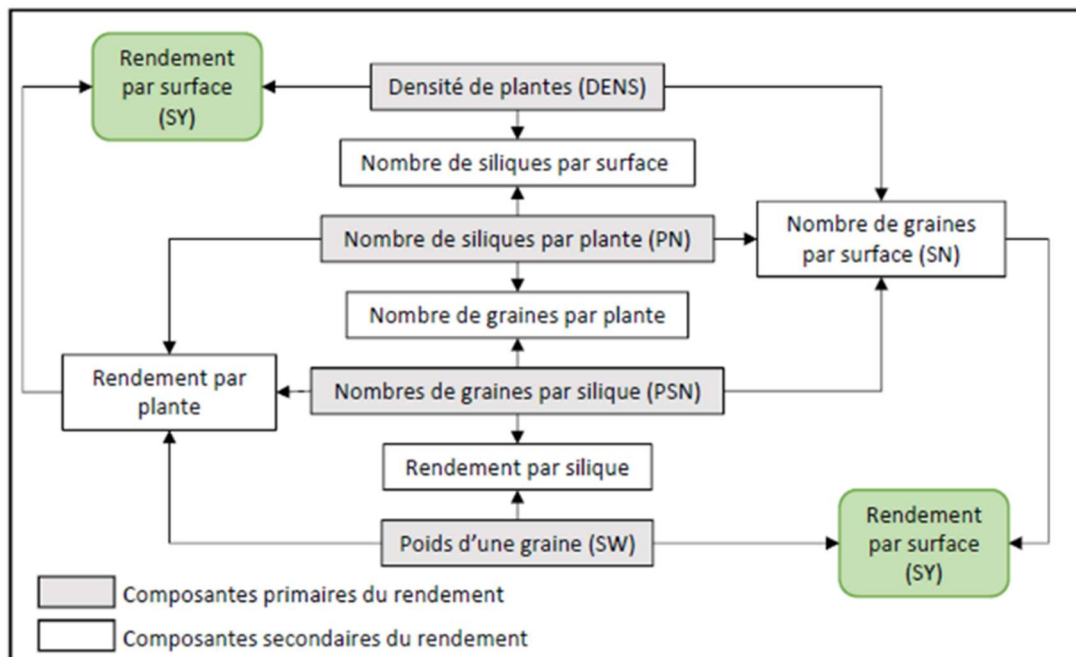 Rendement
par surface
(SY)
Densité de plantes (DENS)
Nombre de siliques par surface
Nombre de siliques par plante (PN)
Nombre de graines
par surface (SN)
Nombre de graines par plante
Rendement par
plante
Nombres de graines par silique (PSN)
Rendement par silique
Poids d'une graine (SW)
Rendement
par surface
(SY)
Composantes primaires du rendement
Composantes secondaires du rendement